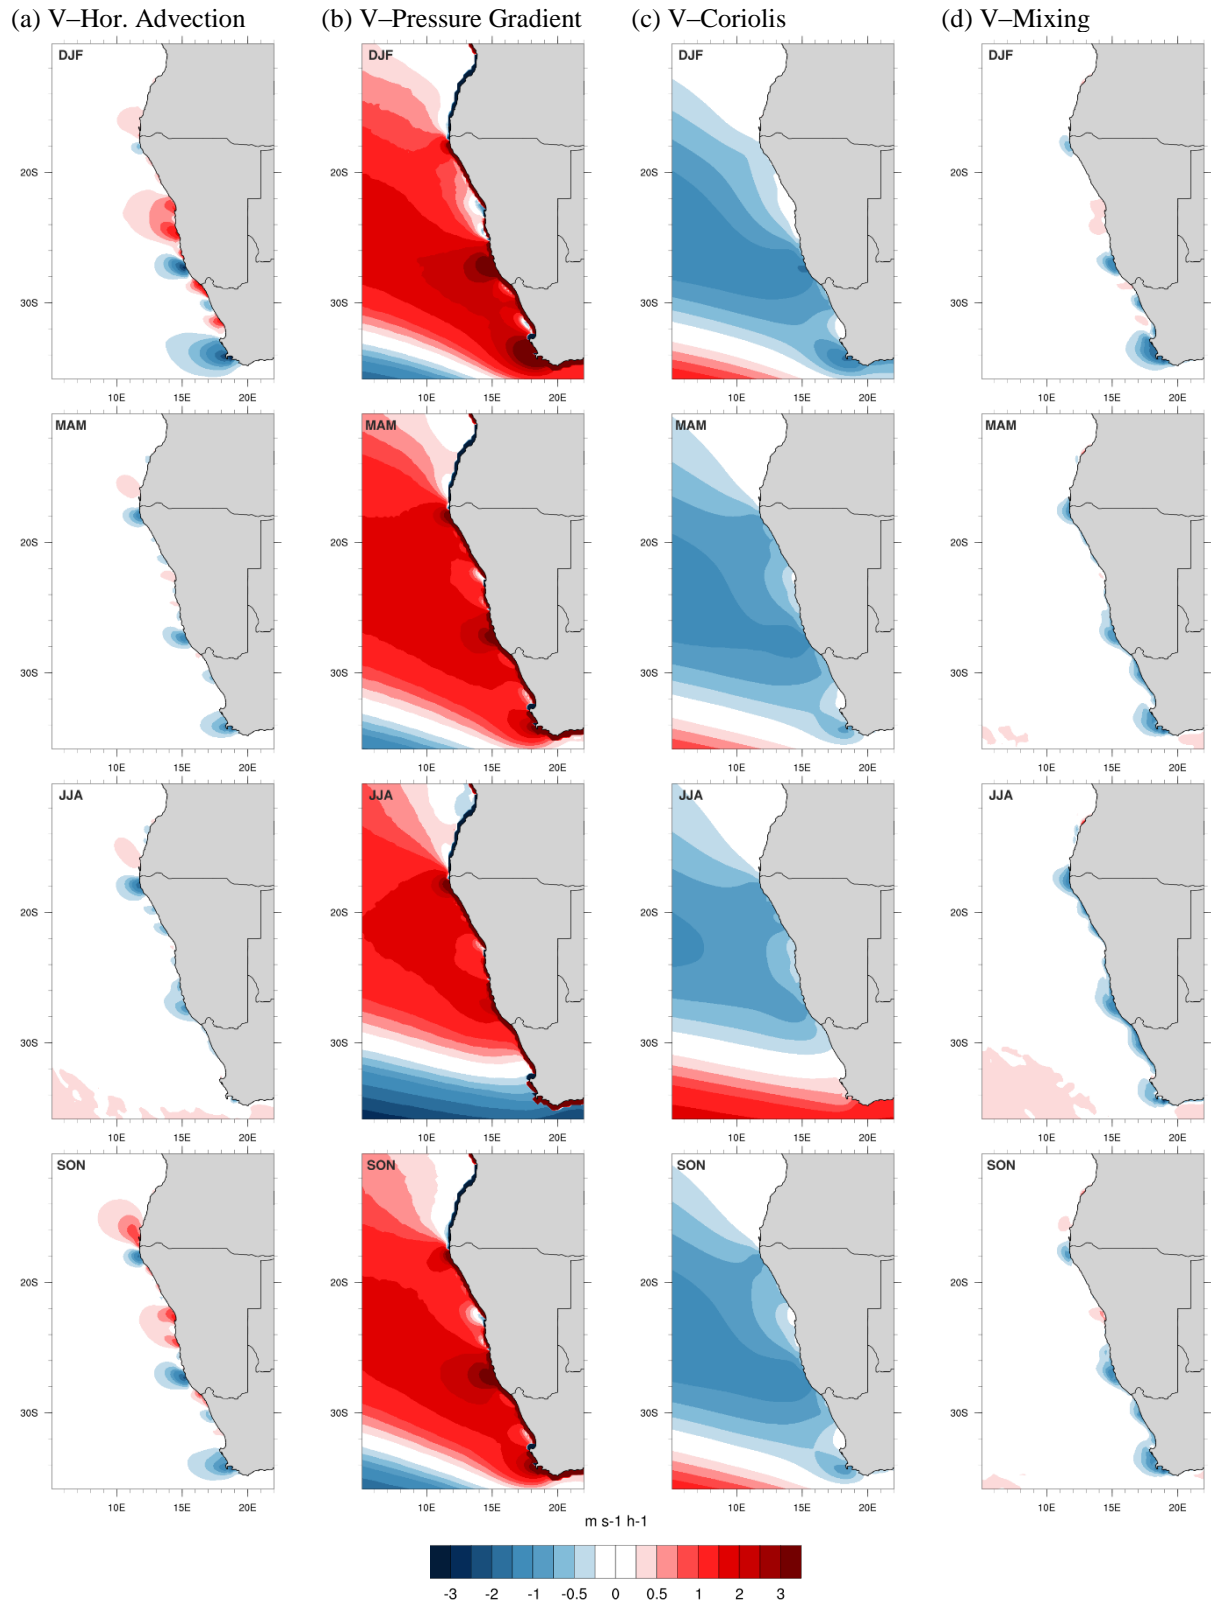 (a) V–Hor. Advection (b) V–Pressure Gradient (c) V–Coriolis (d) V–Mixing
DJF DJF DJF DJF
20S 20S 20S 20S
30S 30S 30S 30S
10E 15E 20E 10E 15E 20E 10E 15E 20E 10E 15E 20E
MAM MAM MAM MAM
20S 20S 20S 20S
30S 30S 30S 30S
10E 15E 20E 10E 15E 20E 10E 15E 20E 10E 15E 20E
JJA JJA JJA JJA
20S 20S 20S 20S
30S 30S 30S 30S
10E 15E 20E 10E 15E 20E 10E 15E 20E 10E 15E 20E
SON SON SON SON
20S 20S 20S 20S
30S 30S 30S 30S
10E 15E 20E 10E 15E 20E 10E 15E 20E 10E 15E 20E
m s-1 h-1
-3 -2 -1 -0.5 0 0.5 1 2 3